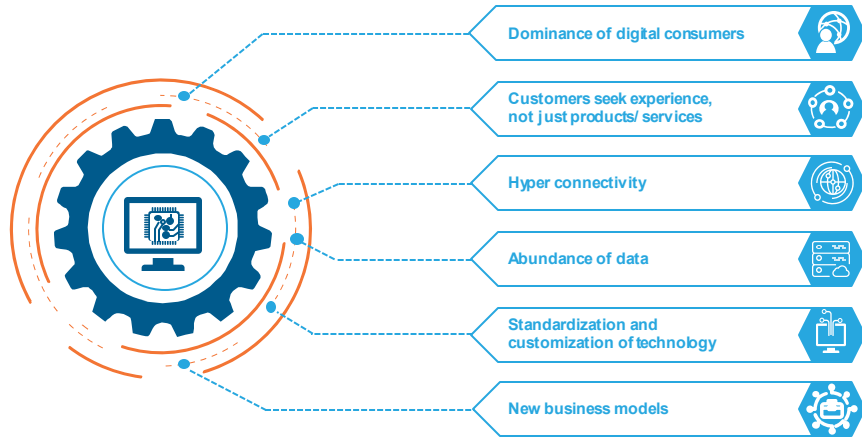 Dominance of digital consumers
Customers seek experience,
not just products/ services
Hyper connectivity
Abundance of data
Standardization and
customization of technology
New business models